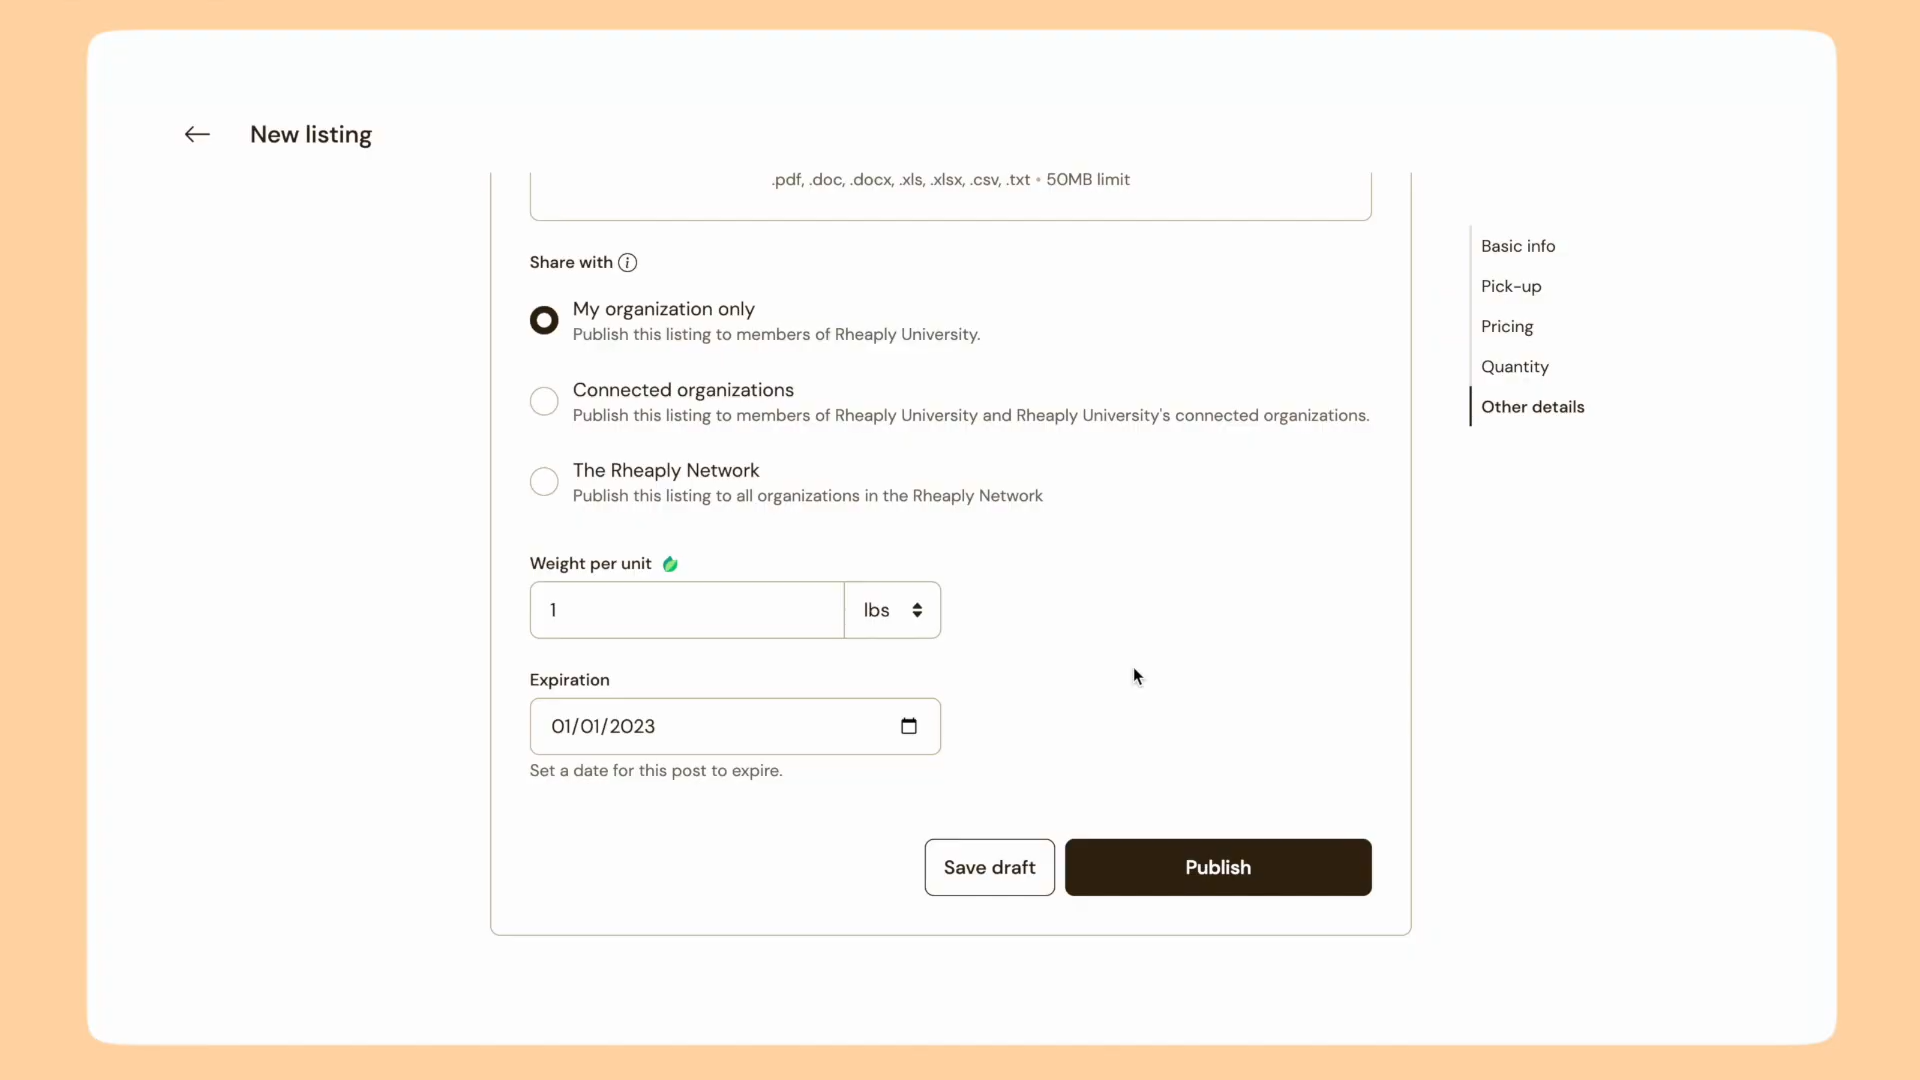 New listing
.pdf, .doc, .docx, .xls, .xlsx, .csv, .txt • 50MB limit
Share with
My organization only
Publish this listing to members of Rheaply University.
Connected organizations
Publish this listing to members of Rheaply University and Rheaply University's connected organizations.
The Rheaply Network
Publish this listing to all organizations in the Rheaply Network
Weight per unit
1 lbs
Expiration
01/01/2023
Set a date for this post to expire.
Save draft Publish
Basic info
Pick-up
Pricing
Quantity
Other details